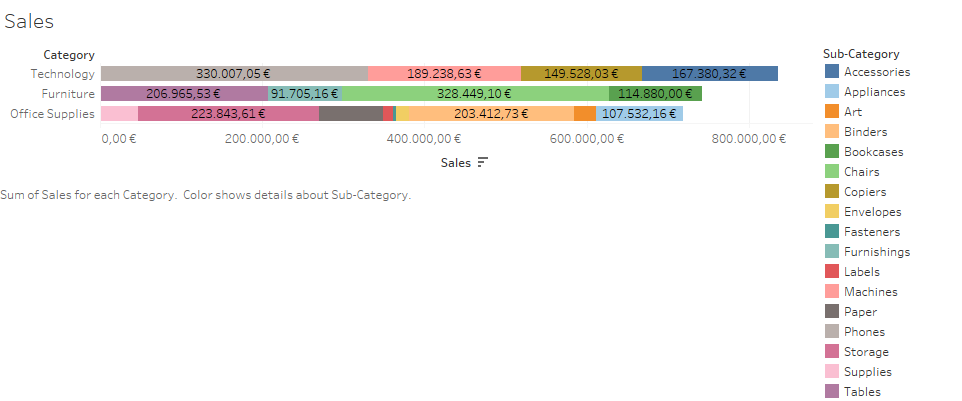 Sales
Category
Technology 330.007,05 € 189.238,63 € 149.528,03 € 167.380,32 €
Furniture 206.965,53 € 91.705,16 € 328.449,10 € 114.880,00 €
Office Supplies 223.843,61 € 203.412,73 € 107.532,16 €
0,00 € 200.000,00 € 400.000,00 € 600.000,00 € 800.000,00 €
Sales
Sum of Sales for each Category. Color shows details about Sub-Category.
Sub-Category
Accessories
Appliances
Art
Binders
Bookcases
Chairs
Copiers
Envelopes
Fasteners
Furnishings
Labels
Machines
Paper
Phones
Storage
Supplies
Tables